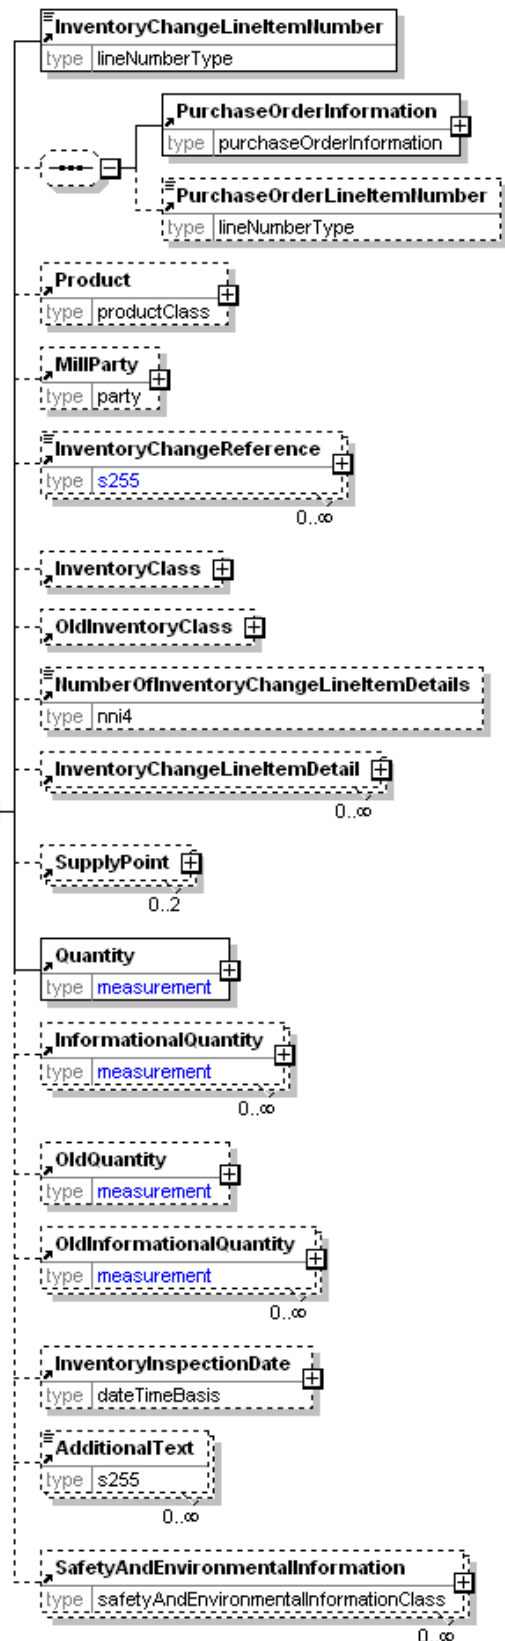 InventoryChangeLineItemNumber
type lineNumberType
PurchaseOrderInformation
type purchaseOrderInformation
PurchaseOrderLineItemNumber
type lineNumberType
Product
type productClass
MillParty
type party
InventoryChangeReference
type s255
0..∞
InventoryClass
OldInventoryClass
NumberOfInventoryChangeLineItemDetails
type nni4
InventoryChangeLineItemDetail
0..∞
SupplyPoint
0..2
Quantity
type measurement
InformationalQuantity
type measurement
0..∞
OldQuantity
type measurement
OldInformationalQuantity
type measurement
0..∞
InventoryInspectionDate
type dateTimeBasis
AdditionalText
type s255
0..∞
SafetyAndEnvironmentalInformation
type safetyAndEnvironmentalInformationClass
0..∞